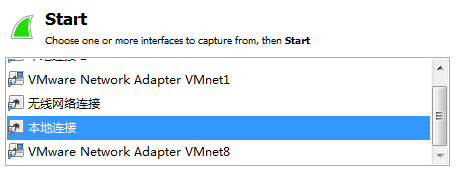 Start
Choose one or more interfaces to capture from, then Start
VMware Network Adapter VMnet1
无线网络连接
本地连接
VMware Network Adapter VMnet8